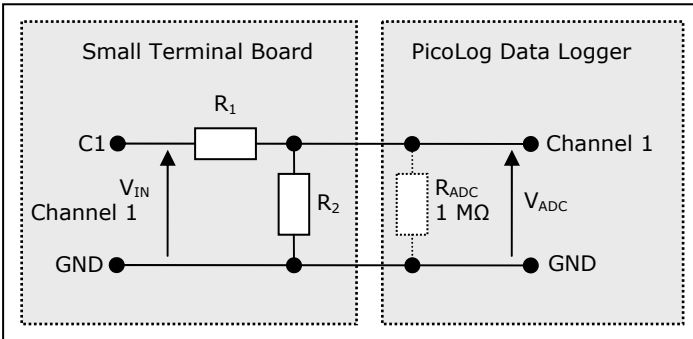 Small Terminal Board
PicoLog Data Logger
R1
C1
Channel 1
VIN
Channel 1
R2
RADC
1 MΩ
VADC
GND
GND